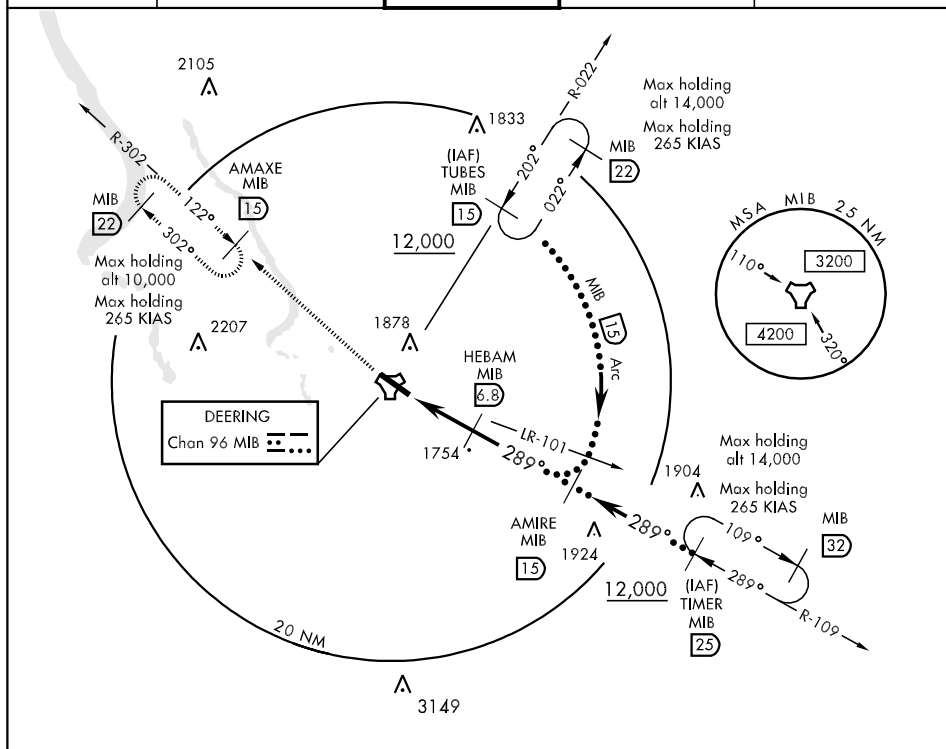 2105
R-022
Max holding
alt 14,000
Max holding
265 KIAS
1833
R-302
AMAXE
MIB
15
(IAF)
TUBES
MIB
15
202°
022°
MIB
22
12,000
MIB
22
122°
302°
Max holding
alt 10,000
Max holding
265 KIAS
MSA MIB 25 NM
110°
3200
4200
320°
MIB
15
Arc
2207
1878
HEBAM
MIB
6.8
DEERING
Chan 96 MIB
1754
LR-101
289°
1904
Max holding
alt 14,000
Max holding
265 KIAS
AMIRE
MIB
15
1924
289°
109°
MIB
32
289°
12,000
(IAF)
TIMER
MIB
25
R-109
20 NM
3149